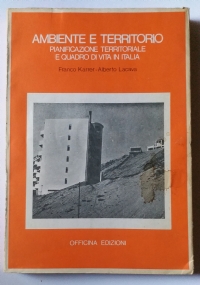 AMBIENTE E TERRITORIO
PIANIFICAZIONE TERRITORIALE
E QUADRO DI VITA IN ITALIA
Franco Karrer-Alberto Lacava
OFFICINA EDIZIONI